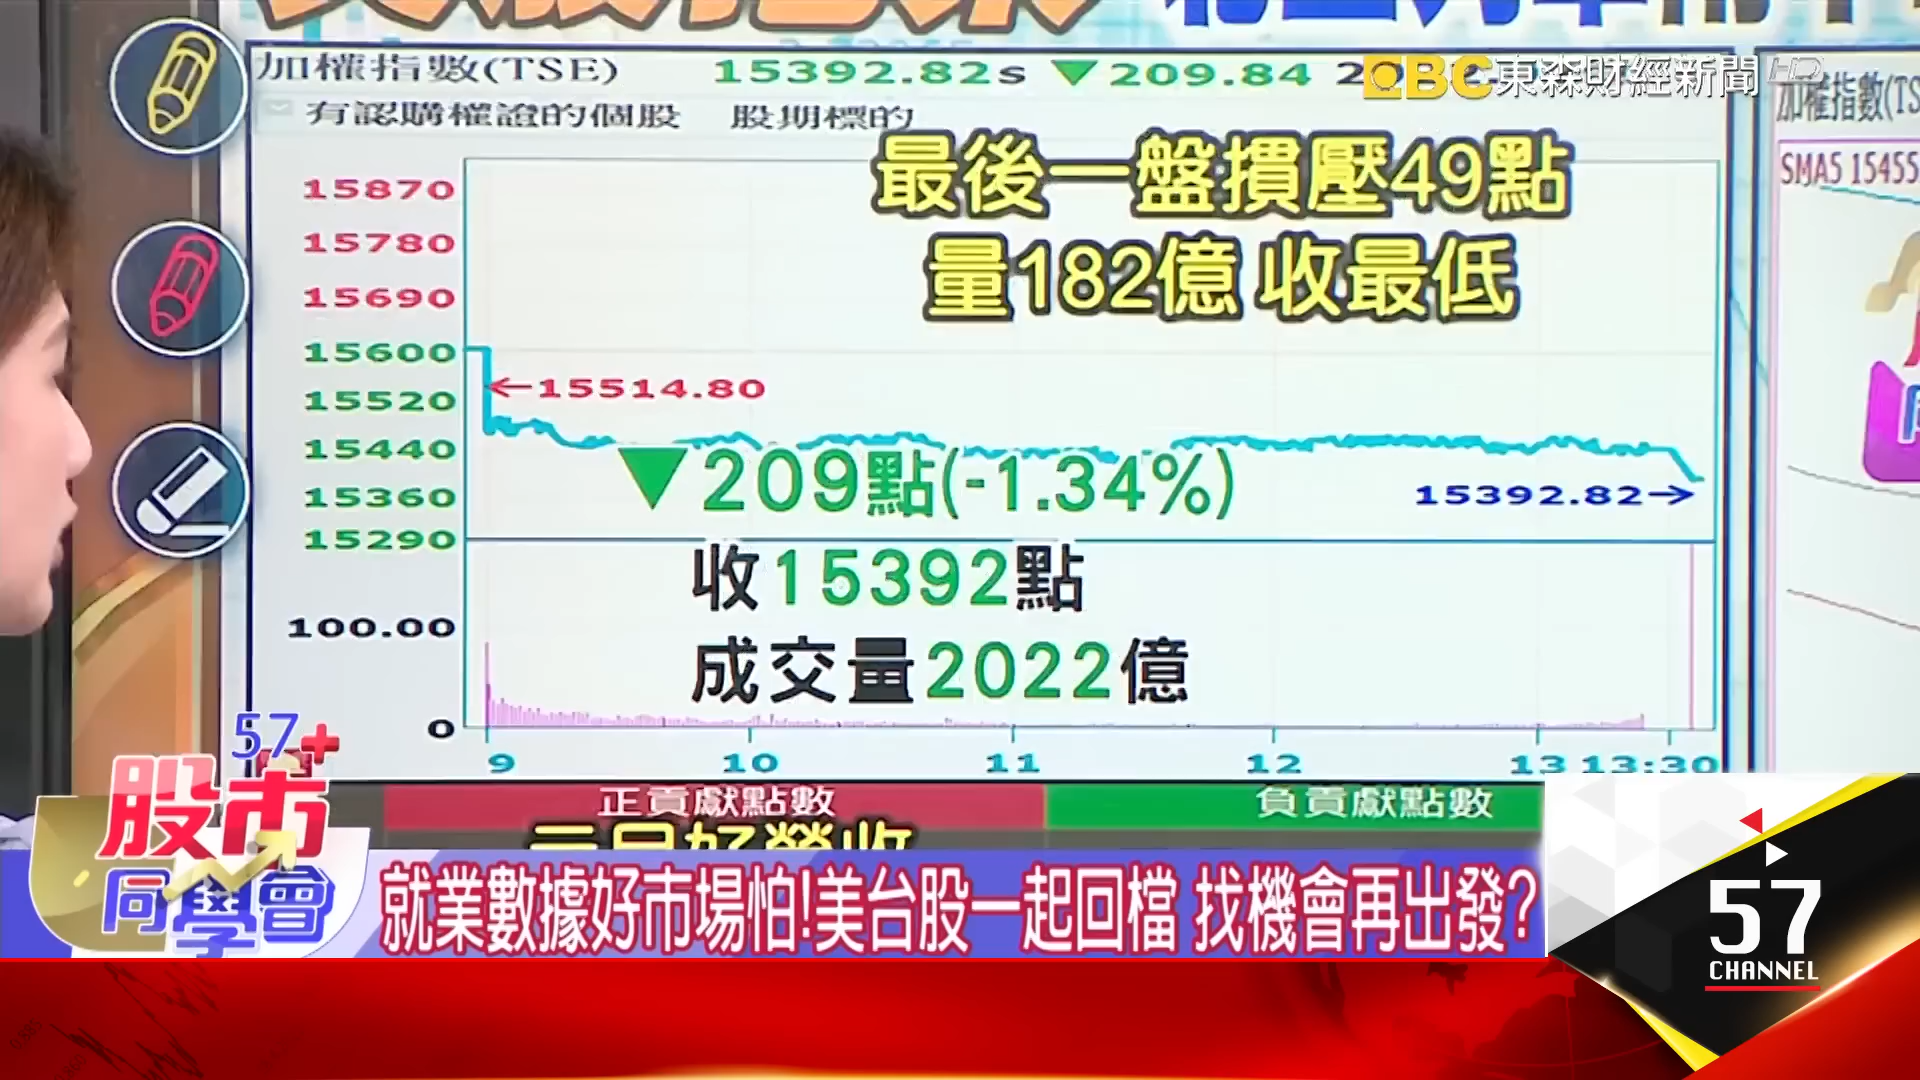 加權指數(TSE) 15392.82s ▼209.84
EBC 東森財經新聞 HD
加權指數(TS
有認購權證的個股 股期標的
SMA5 15455
最後一盤摜壓49點
量182億 收最低
15870
15780
15690
15600
15520
15440
15360
15290
←15514.80
▼209點(-1.34%)
15392.82→
收15392點
成交量2022億
100.00
0
9 10 11 12 13 13:30
正貢獻點數 負貢獻點數
57+
股市
同學會
就業數據好市場怕!美台股一起回檔 找機會再出發?
57
CHANNEL